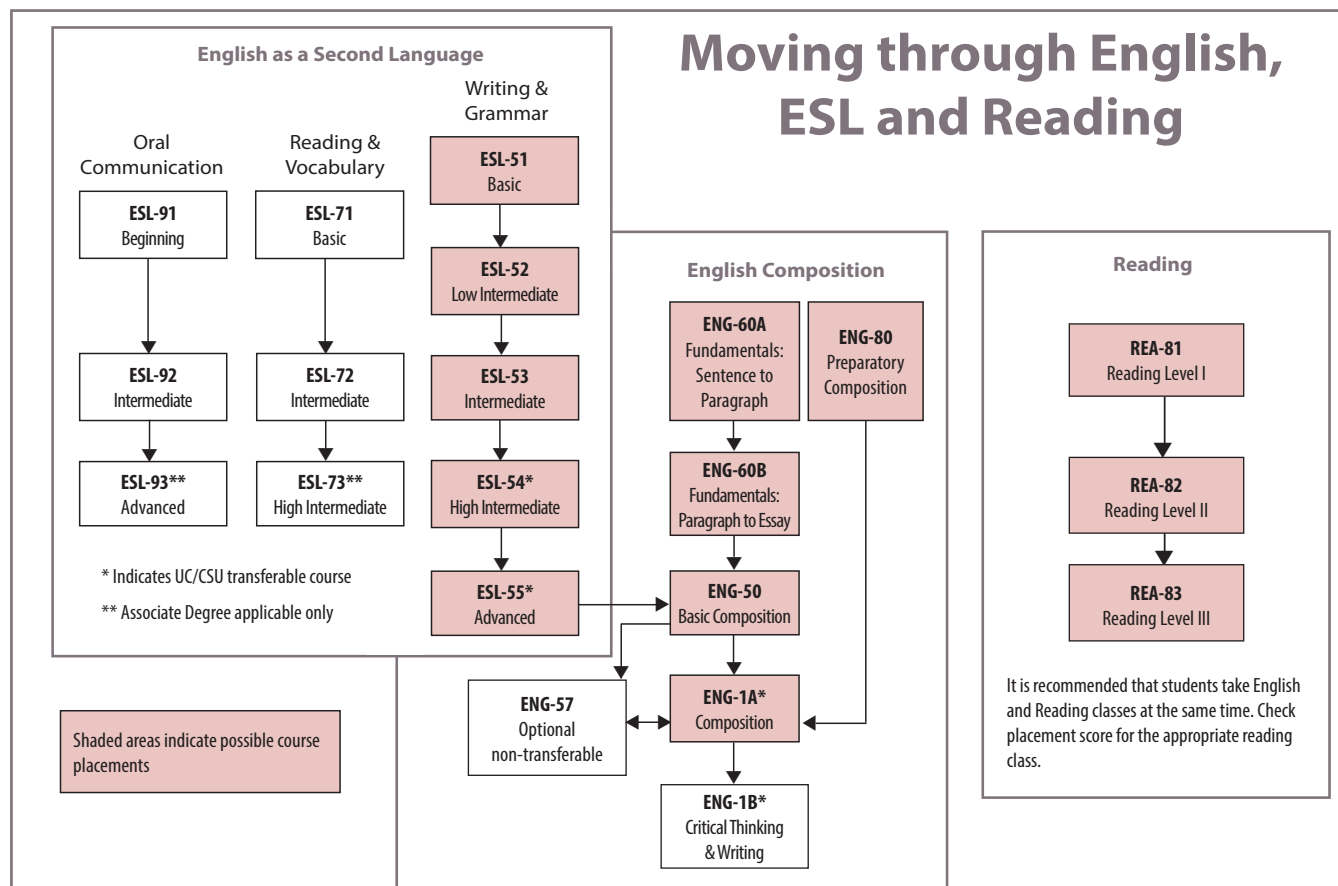 Moving through English,
ESL and Reading
English as a Second Language
Oral
Communication
ESL-91
Beginning
ESL-92
Intermediate
ESL-93**
Advanced
Reading &
Vocabulary
ESL-71
Basic
ESL-72
Intermediate
ESL-73**
High Intermediate
Writing &
Grammar
ESL-51
Basic
ESL-52
Low Intermediate
ESL-53
Intermediate
ESL-54*
High Intermediate
ESL-55*
Advanced
* Indicates UC/CSU transferable course
** Associate Degree applicable only
Shaded areas indicate possible course
placements
English Composition
ENG-60A
Fundamentals:
Sentence to
Paragraph
ENG-80
Preparatory
Composition
ENG-60B
Fundamentals:
Paragraph to Essay
ENG-50
Basic Composition
ENG-57
Optional
non-transferable
ENG-1A*
Composition
ENG-1B*
Critical Thinking
& Writing
Reading
REA-81
Reading Level I
REA-82
Reading Level II
REA-83
Reading Level III
It is recommended that students take English
and Reading classes at the same time. Check
placement score for the appropriate reading
class.